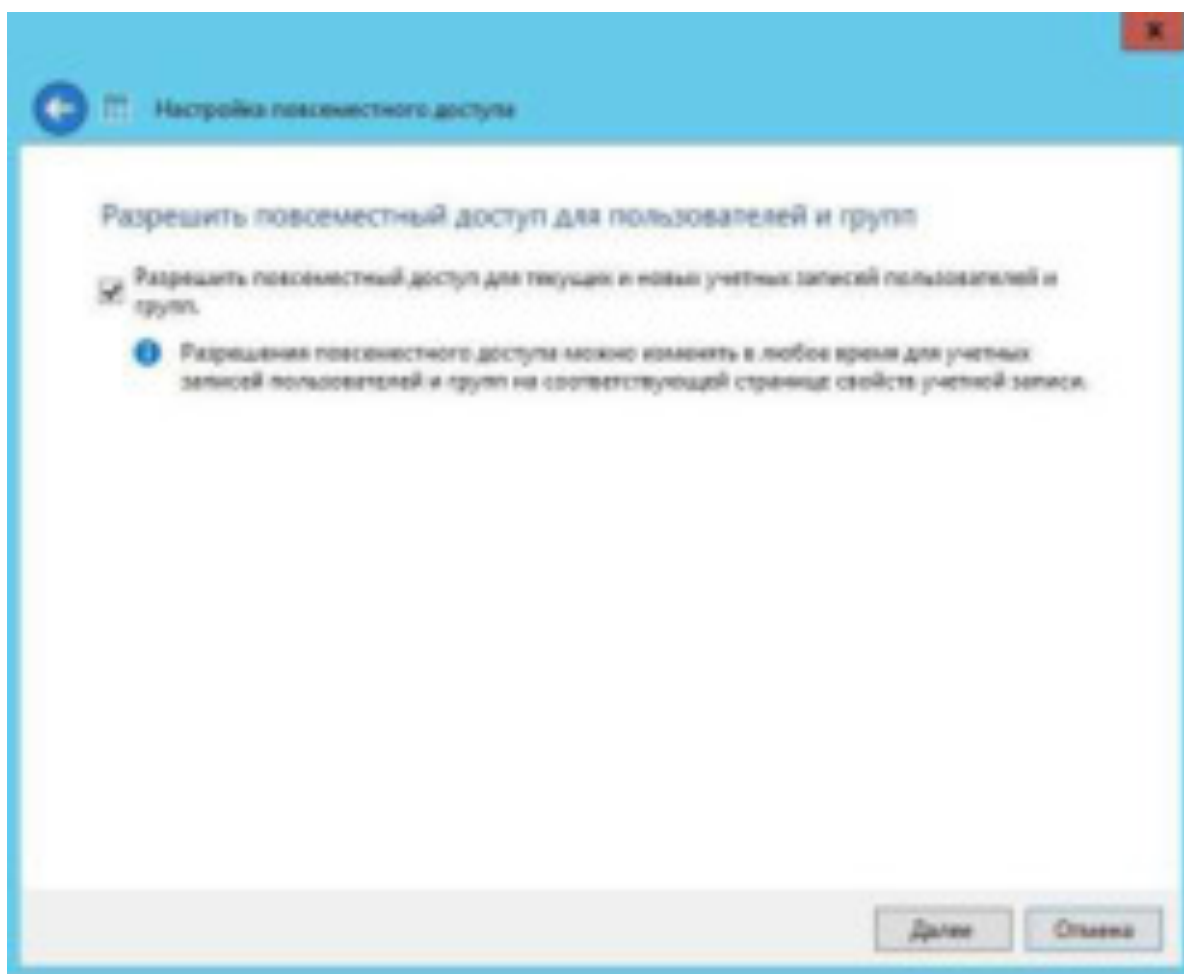 Настройка повсеместного доступа
Разрешить повсеместный доступ для пользователей и групп
Разрешить повсеместный доступ для текущих и новых учетных записей пользователей и
групп.
Разрешения повсеместного доступа можно изменять в любое время для учетных
записей пользователей и групп на соответствующей странице свойств учетной записи.
Далее Отмена